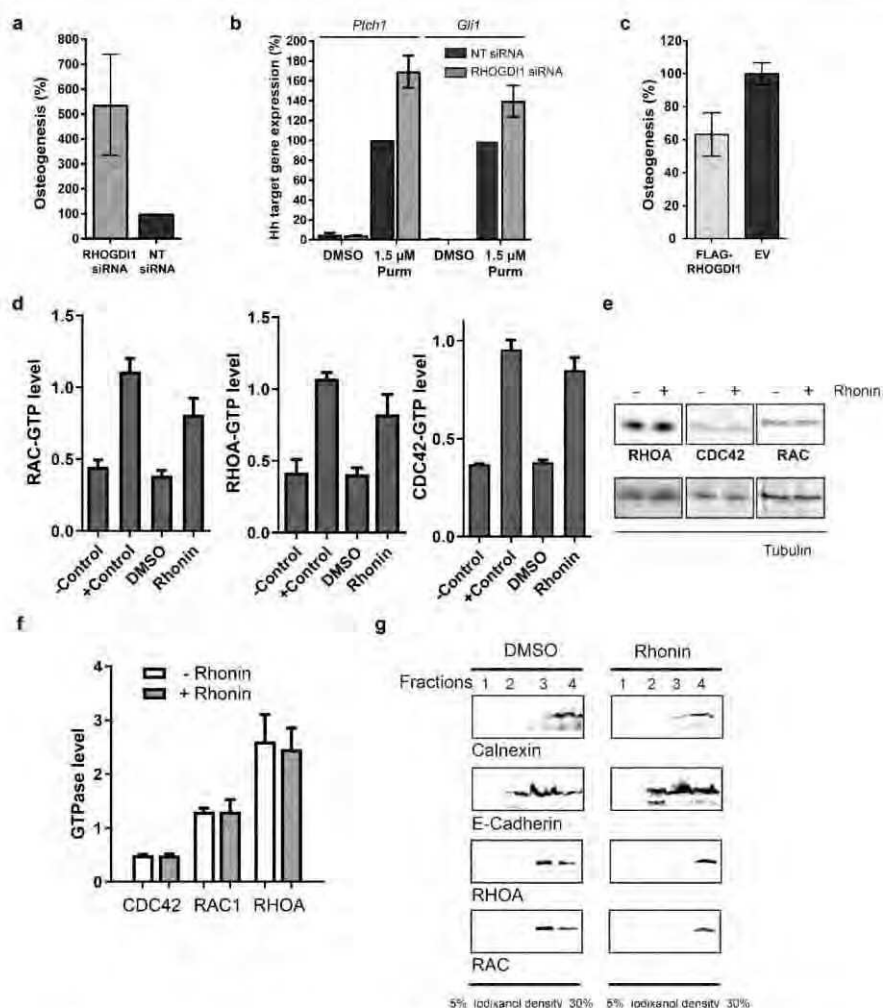 a
Osteogenesis (%)
800
700
600
500
400
300
200
100
0
RHOGDI1
siRNA
NT
siRNA
b
Ptch1
Gli1
Hh target gene expression (%)
200
180
160
140
120
100
80
60
40
20
0
NT siRNA
RHOGDI1 siRNA
DMSO
1.5 µM
Purm
DMSO
1.5 µM
Purm
c
Osteogenesis (%)
120
100
80
60
40
20
0
FLAG-
RHOGDI1
EV
d
RAC-GTP level
1.5
1.0
0.5
0.0
-Control
+Control
DMSO
Rhonin
RHOA-GTP level
1.5
1.0
0.5
0.0
-Control
+Control
DMSO
Rhonin
CDC42-GTP level
1.0
0.5
0.0
-Control
+Control
DMSO
Rhonin
e
- + - + - + Rhonin
RHOA CDC42 RAC
Tubulin
f
- Rhonin
+ Rhonin
GTPase level
4
3
2
1
0
CDC42 RAC1 RHOA
g
DMSO Rhonin
Fractions 1 2 3 4 1 2 3 4
Calnexin
E-Cadherin
RHOA
RAC
5% Iodixanol density 30% 5% Iodixanol density 30%